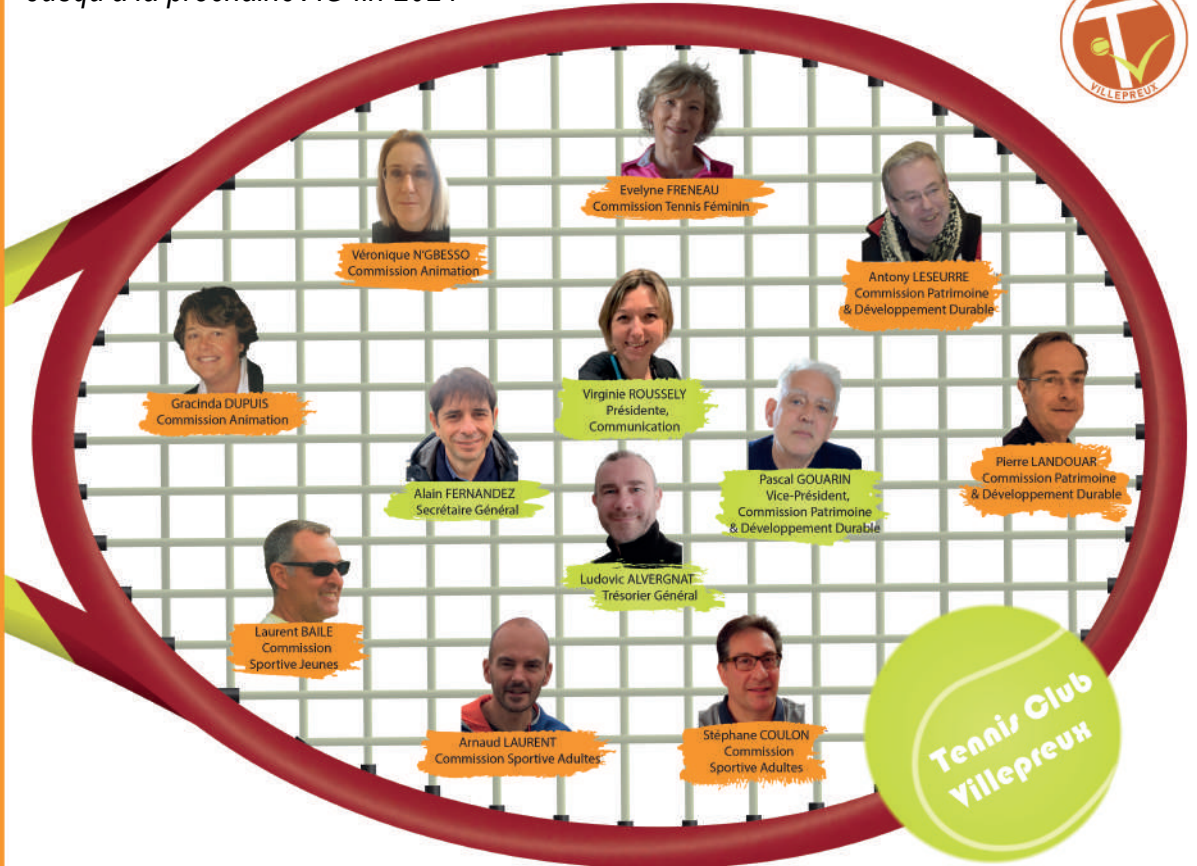 VILLEPREUX
Evelyne FRENEAU
Commission Tennis Féminin
Véronique N'GBESSO
Commission Animation
Antony LESEURRE
Commission Patrimoine
& Développement Durable
Gracinda DUPUIS
Commission Animation
Virginie ROUSSELY
Présidente,
Communication
Alain FERNANDEZ
Secrétaire Général
Pascal GOUARIN
Vice-Président,
Commission Patrimoine
& Développement Durable
Pierre LANDOUAR
Commission Patrimoine
& Développement Durable
Ludovic ALVERGNAT
Trésorier Général
Laurent BAILE
Commission
Sportive Jeunes
Arnaud LAURENT
Commission Sportive Adultes
Stéphane COULON
Commission
Sportive Adultes
Tennis Club
Villepreux